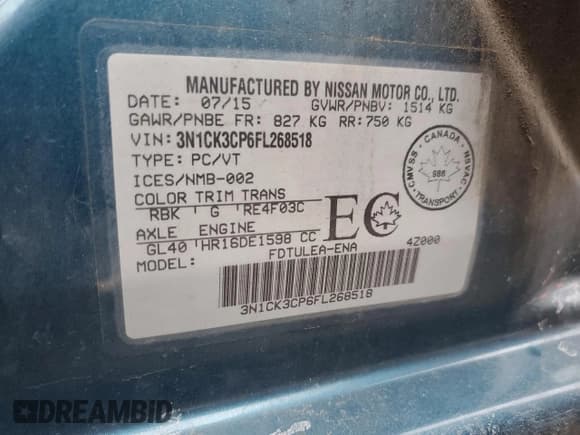 MANUFACTURED BY NISSAN MOTOR CO., LTD.
DATE: 07/15 GVWR/PNBV: 1514 KG
GAWR/PNBE FR: 827 KG RR: 750 KG
VIN: 3N1CK3CP6FL268518
TYPE: PC/VT
ICES/NMB-002
COLOR TRIM TRANS
RBK G RE4F03C
AXLE ENGINE
GL40 HR16DE1598 CC
MODEL: FDTULEA-ENA 4Z000
3N1CK3CP6FL268518
CANADA
CMVSS NSVAC
986
TRANSPORT
EC
DREAMBID